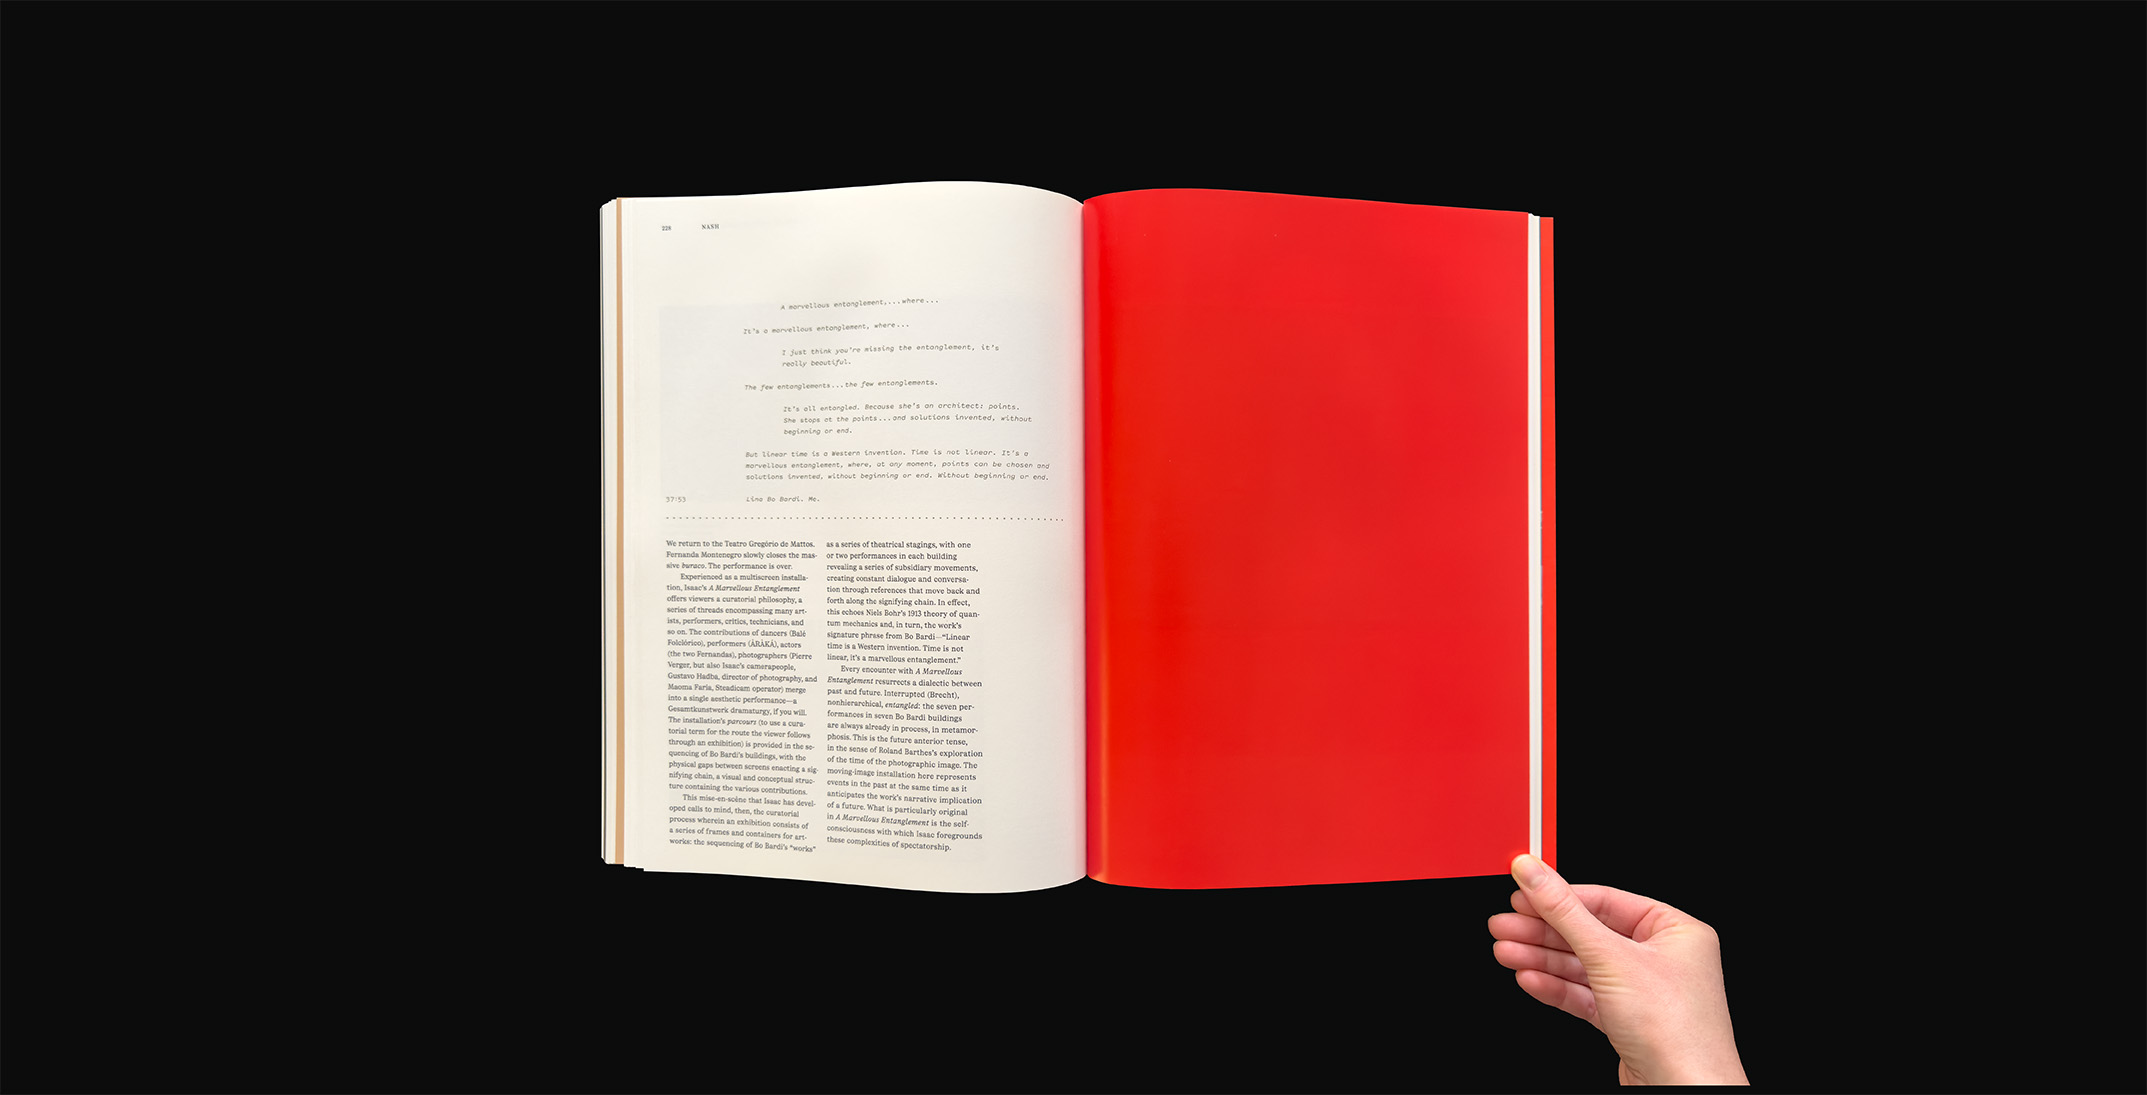 228 NASH
A marvellous entanglement,...where...
It's a marvellous entanglement, where...
I just think you're missing the entanglement, it's
really beautiful.
The few entanglements...the few entanglements.
It's all entangled. Because she's an architect: points.
She stops at the points...and solutions invented, without
beginning or end.
But linear time is a Western invention. Time is not linear. It's a
marvellous entanglement, where, at any moment, points can be chosen and
solutions invented, without beginning or end. Without beginning or end.
37:53 Lina Bo Bardi. Me.
We return to the Teatro Gregório de Mattos.
Fernanda Montenegro slowly closes the mas-
sive buraco. The performance is over.
Experienced as a multiscreen installa-
tion, Isaac's A Marvellous Entanglement
offers viewers a curatorial philosophy, a
series of threads encompassing many art-
ists, performers, critics, technicians, and
so on. The contributions of dancers (Balé
Folclórico), performers (ÀRÀKÁ), actors
(the two Fernandas), photographers (Pierre
Verger, but also Isaac's camerapeople,
Gustavo Hadba, director of photography, and
Maoma Faria, Steadicam operator) merge
into a single aesthetic performance—a
Gesamtkunstwerk dramaturgy, if you will.
The installation's parcours (to use a cura-
torial term for the route the viewer follows
through an exhibition) is provided in the se-
quencing of Bo Bardi's buildings, with the
physical gaps between screens enacting a sig-
nifying chain, a visual and conceptual struc-
ture containing the various contributions.
This mise-en-scène that Isaac has devel-
oped calls to mind, then, the curatorial
process wherein an exhibition consists of
a series of frames and containers for art-
works: the sequencing of Bo Bardi's "works"
as a series of theatrical stagings, with one
or two performances in each building
revealing a series of subsidiary movements,
creating constant dialogue and conversa-
tion through references that move back and
forth along the signifying chain. In effect,
this echoes Niels Bohr's 1913 theory of quan-
tum mechanics and, in turn, the work's
signature phrase from Bo Bardi—"Linear
time is a Western invention. Time is not
linear, it's a marvellous entanglement."
Every encounter with A Marvellous
Entanglement resurrects a dialectic between
past and future. Interrupted (Brecht),
nonhierarchical, entangled: the seven per-
formances in seven Bo Bardi buildings
are always already in process, in metamor-
phosis. This is the future anterior tense,
in the sense of Roland Barthes's exploration
of the time of the photographic image. The
moving-image installation here represents
events in the past at the same time as it
anticipates the work's narrative implication
of a future. What is particularly original
in A Marvellous Entanglement is the self-
consciousness with which Isaac foregrounds
these complexities of spectatorship.